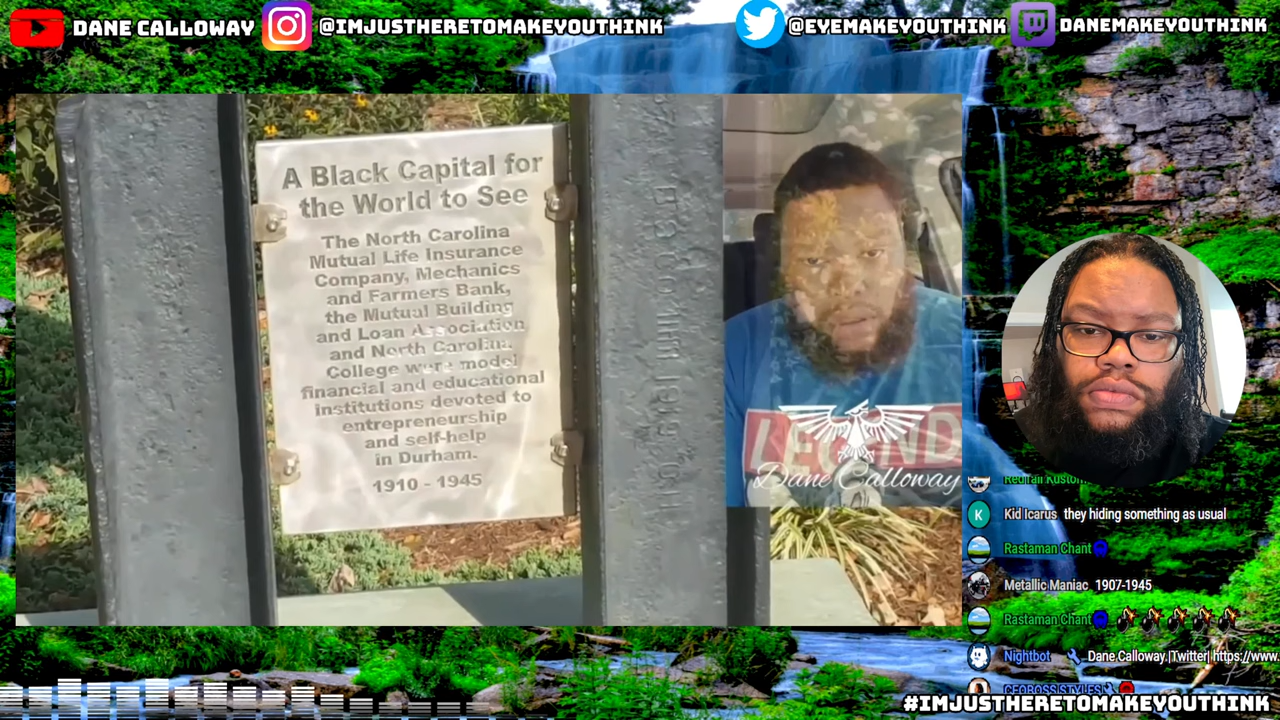 DANE CALLOWAY
@IMJUSTHERETOMAKEYOUTHINK
@EYEMAKEYOUTHINK
DANEMAKEYOUTHINK
A Black Capital for
the World to See
The North Carolina
Mutual Life Insurance
Company, Mechanics
and Farmers Bank,
the Mutual Building
and Loan Association
and North Carolina
College were model
financial and educational
institutions devoted to
entrepreneurship
and self-help
in Durham.
1910 - 1945
LEGEND
Dane Calloway
K
Kid Icarus they hiding something as usual
Rastaman Chant
Metallic Maniac 1907-1945
Rastaman Chant
Nightbot Dane Calloway |Twitter| https://www.
#IMJUSTHERETOMAKEYOUTHINK